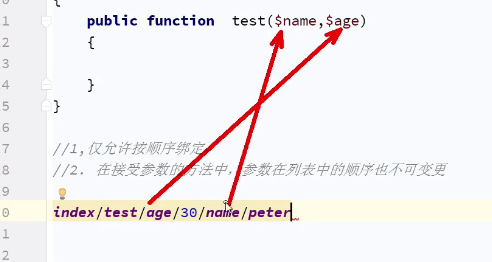 {
1 public function test($name,$age)
2 {
3
4 }
5 }
6
7 //1,仅允许按顺序绑定
8 //2. 在接受参数的方法中，参数在列表中的顺序也不可变更
9
0 index/test/age/30/name/peter
1
2